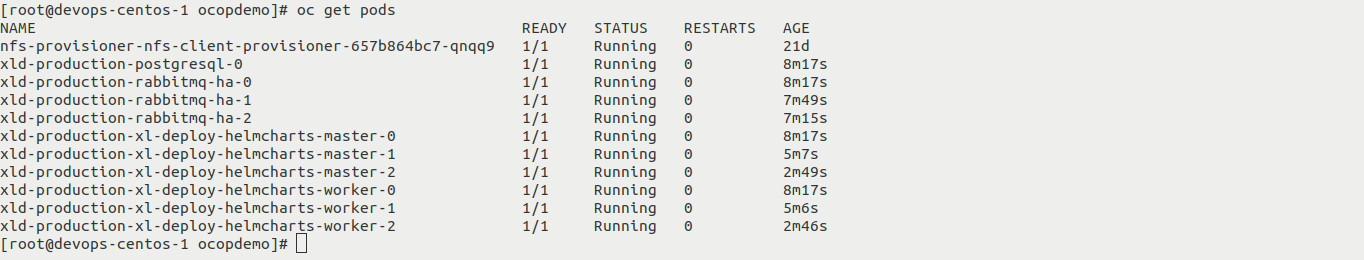 [root@devops-centos-1 ocopdemo]# oc get pods
NAME READY STATUS RESTARTS AGE
nfs-provisioner-nfs-client-provisioner-657b864bc7-qnqq9 1/1 Running 0 21d
xld-production-postgresql-0 1/1 Running 0 8m17s
xld-production-rabbitmq-ha-0 1/1 Running 0 8m17s
xld-production-rabbitmq-ha-1 1/1 Running 0 7m49s
xld-production-rabbitmq-ha-2 1/1 Running 0 7m15s
xld-production-xl-deploy-helmcharts-master-0 1/1 Running 0 8m17s
xld-production-xl-deploy-helmcharts-master-1 1/1 Running 0 5m7s
xld-production-xl-deploy-helmcharts-master-2 1/1 Running 0 2m49s
xld-production-xl-deploy-helmcharts-worker-0 1/1 Running 0 8m17s
xld-production-xl-deploy-helmcharts-worker-1 1/1 Running 0 5m6s
xld-production-xl-deploy-helmcharts-worker-2 1/1 Running 0 2m46s
[root@devops-centos-1 ocopdemo]#